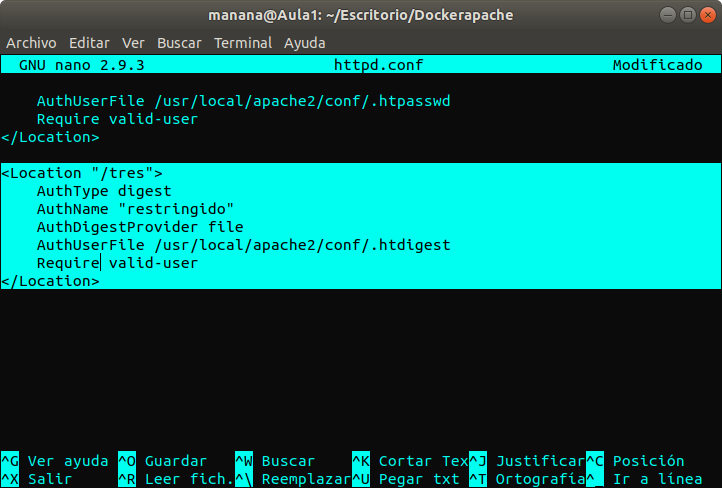 manana@Aula1: ~/Escritorio/Dockerapache
Archivo Editar Ver Buscar Terminal Ayuda
GNU nano 2.9.3 httpd.conf Modificado
AuthUserFile /usr/local/apache2/conf/.htpasswd
Require valid-user
</Location>
<Location "/tres">
AuthType digest
AuthName "restringido"
AuthDigestProvider file
AuthUserFile /usr/local/apache2/conf/.htdigest
Require valid-user
</Location>
^G Ver ayuda ^O Guardar ^W Buscar ^K Cortar Tex ^J Justificar ^C Posición
^X Salir ^R Leer fich. ^\ Reemplazar ^U Pegar txt ^T Ortografía ^_ Ir a línea